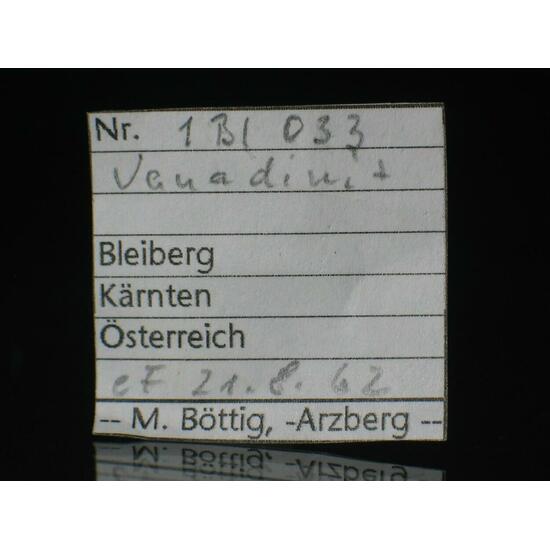 Nr. 1 Bl 033
Vanadinit
Bleiberg
Kärnten
Österreich
eF 21.8.62
-- M. Böttig, -Arzberg --